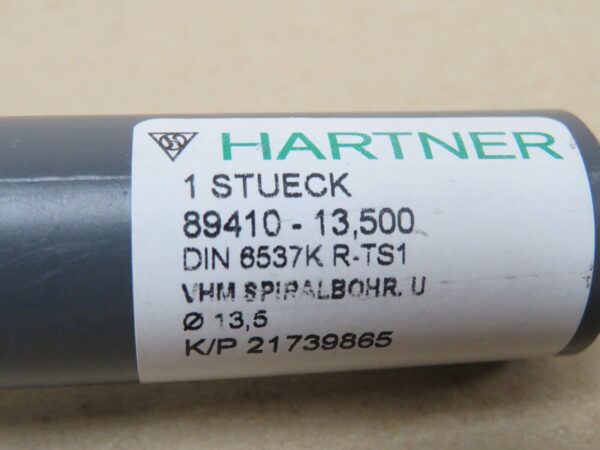 HARTNER
1 STUECK
89410 - 13,500
DIN 6537K R-TS1
VHM SPIRALBOHR. U
Ø 13,5
K/P 21739865